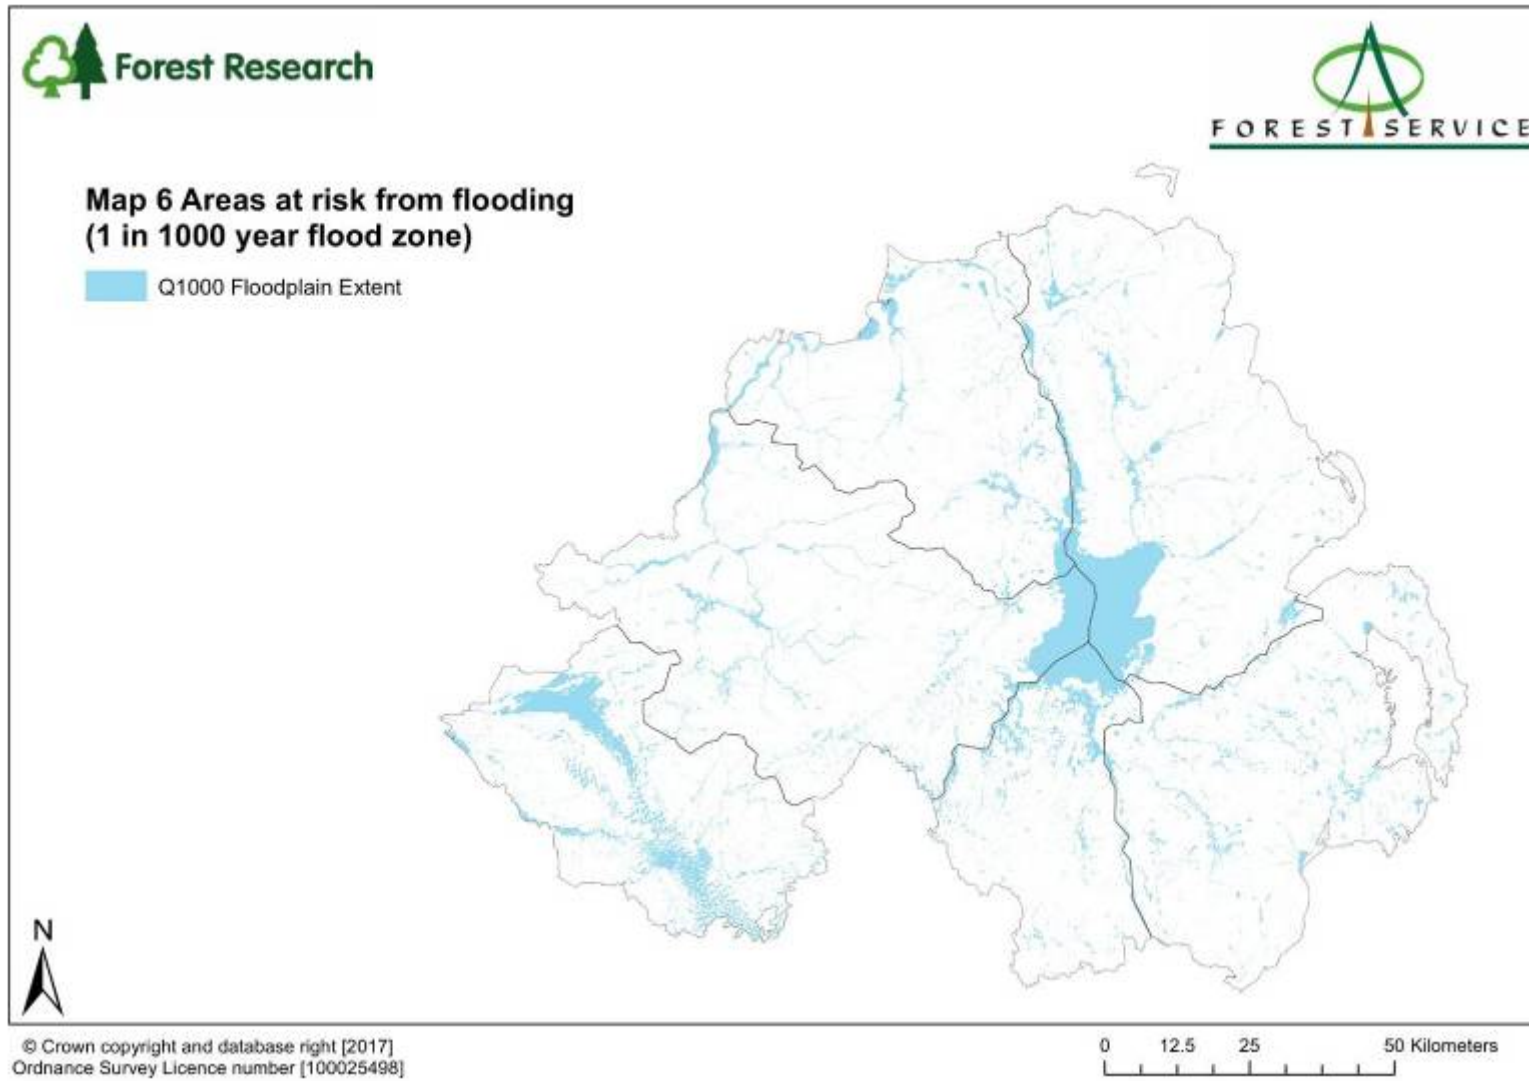 Forest Research
FOREST SERVICE
Map 6 Areas at risk from flooding
(1 in 1000 year flood zone)
Q1000 Floodplain Extent
N
© Crown copyright and database right [2017]
Ordnance Survey Licence number [100025498]
0 12.5 25 50 Kilometers